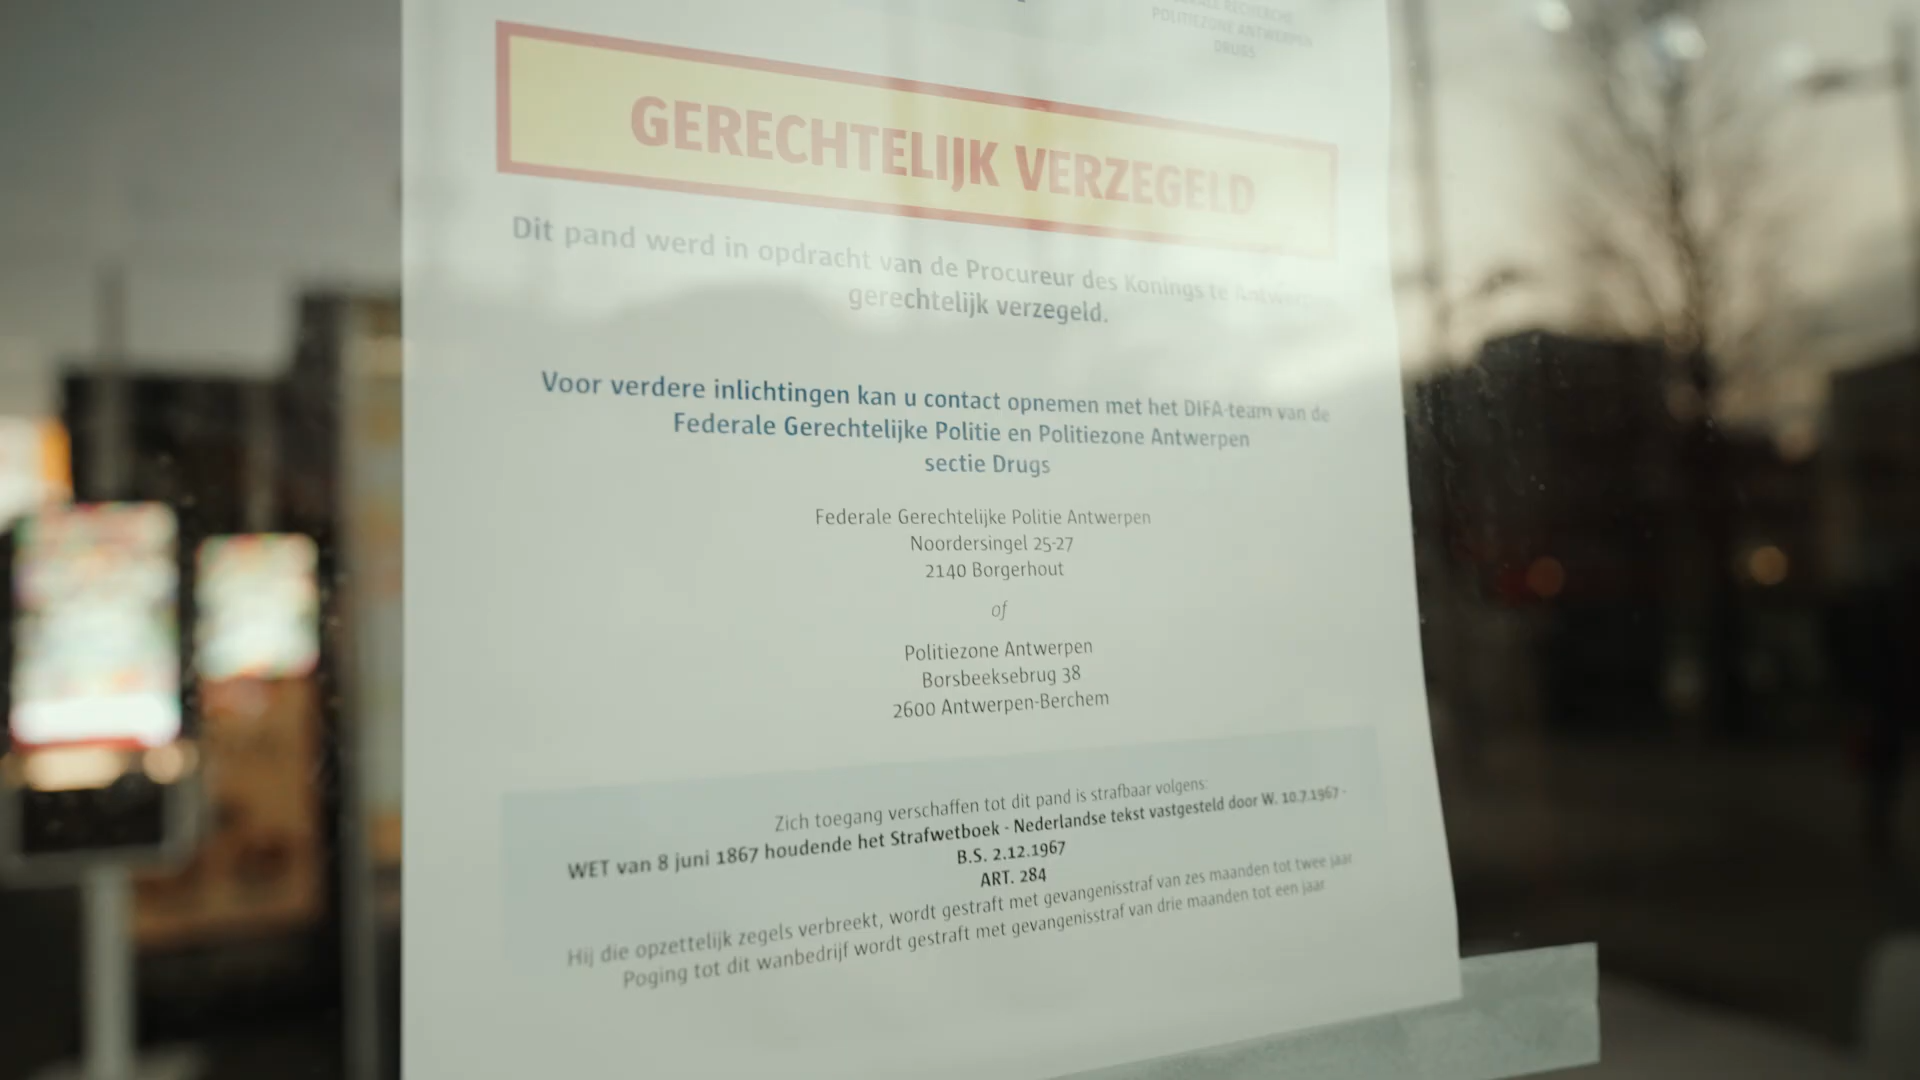 RECHERCHE
POLITIEZONE ANTWERPEN
DRUGS
GERECHTELIJK VERZEGELD
Dit pand werd in opdracht van de Procureur des Konings te Antwerpen
gerechtelijk verzegeld.
Voor verdere inlichtingen kan u contact opnemen met het DIFA-team van de
Federale Gerechtelijke Politie en Politiezone Antwerpen
sectie Drugs
Federale Gerechtelijke Politie Antwerpen
Noordersingel 25-27
2140 Borgerhout
of
Politiezone Antwerpen
Borsbeeksebrug 38
2600 Antwerpen-Berchem
Zich toegang verschaffen tot dit pand is strafbaar volgens:
WET van 8 juni 1867 houdende het Strafwetboek - Nederlandse tekst vastgesteld door W. 10.7.1967 -
B.S. 2.12.1967
ART. 284
Hij die opzettelijk zegels verbreekt, wordt gestraft met gevangenisstraf van zes maanden tot twee jaar
Poging tot dit wanbedrijf wordt gestraft met gevangenisstraf van drie maanden tot een jaar